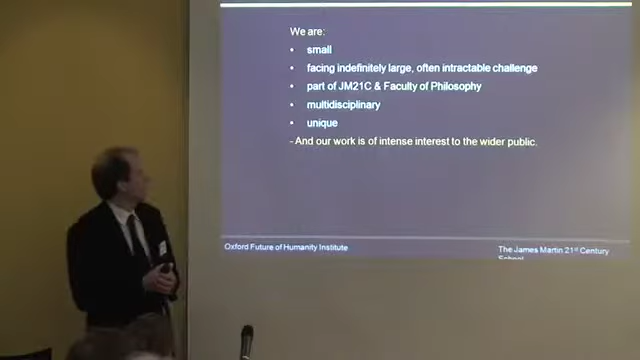 We are:
• small
• facing indefinitely large, often intractable challenge
• part of JM21C & Faculty of Philosophy
• multidisciplinary
• unique
- And our work is of intense interest to the wider public.
Oxford Future of Humanity Institute
The James Martin 21st Century
School